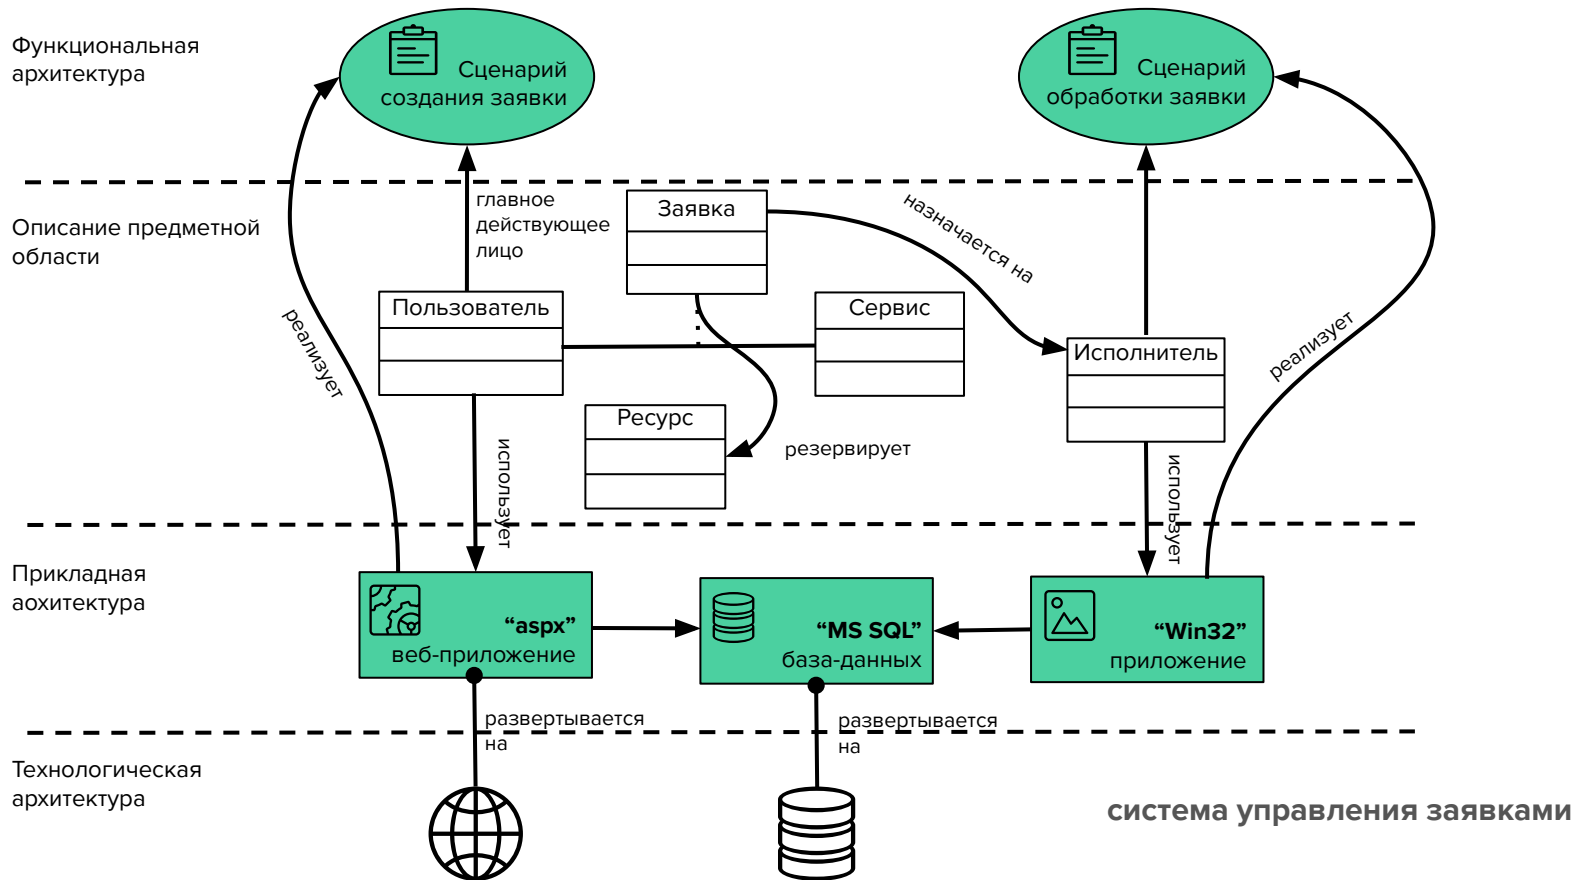 Функциональная
архитектура
Сценарий
создания заявки
Сценарий
обработки заявки
Описание предметной
области
главное
действующее
лицо
Заявка
назначается на
Пользователь
Сервис
Исполнитель
реализует
реализует
Ресурс
резервирует
использует
использует
Прикладная
аохитектура
“aspx”
веб-приложение
“MS SQL”
база-данных
“Win32”
приложение
развертывается
на
развертывается
на
Технологическая
архитектура
система управления заявками